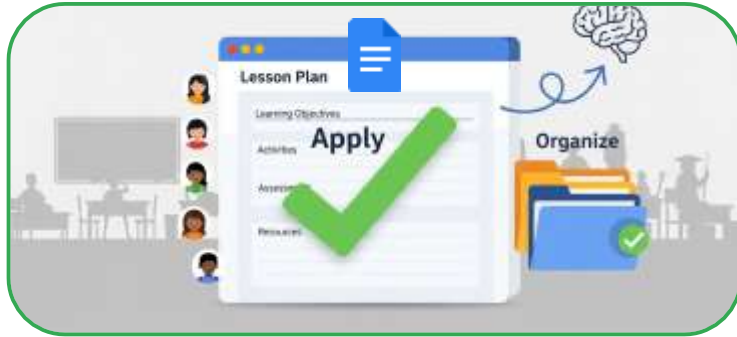 Lesson Plan
Learning Objectives
Apply
Activities
Organize
Resources